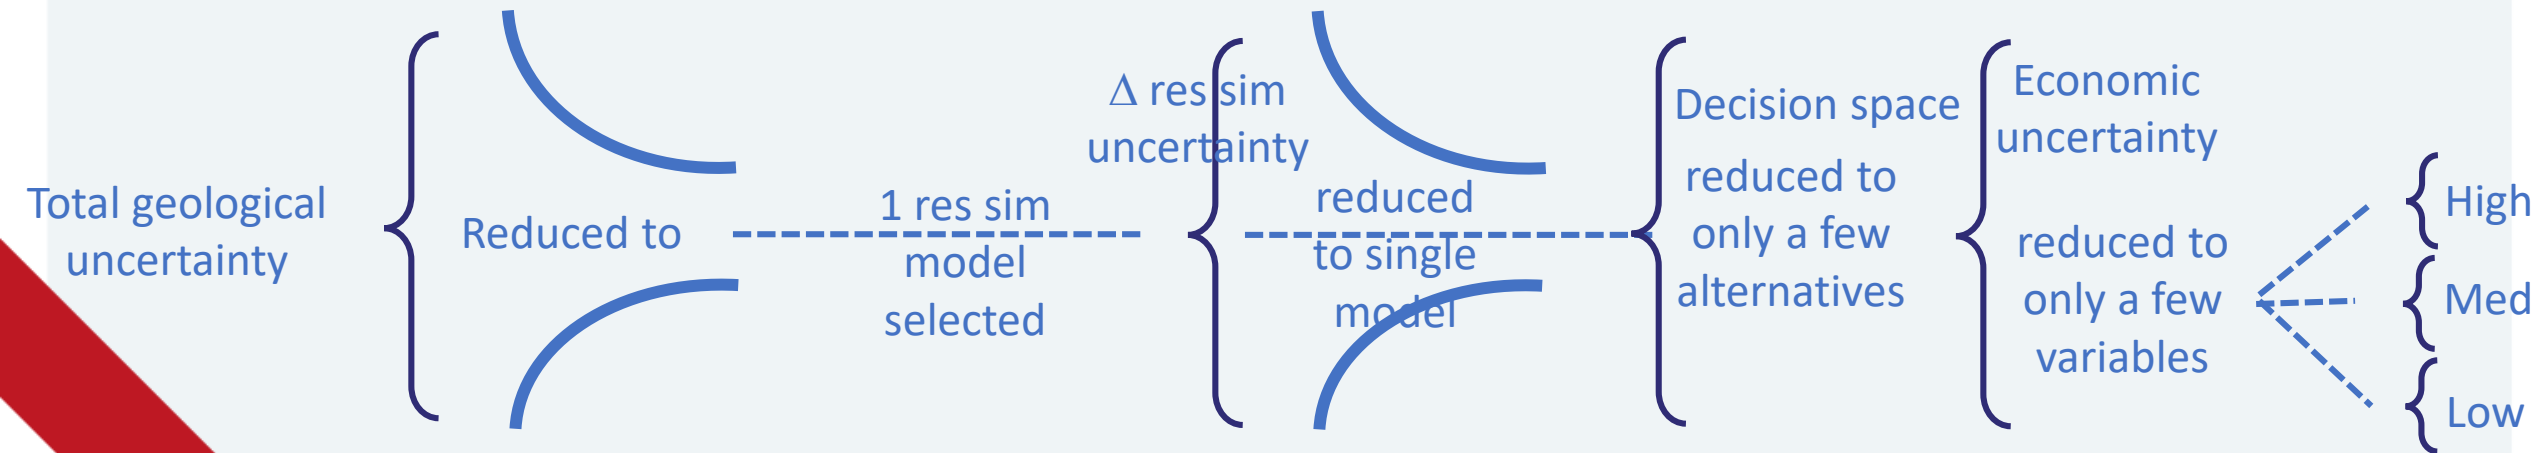 Total geological
uncertainty
Reduced to
1 res sim
model
selected
Δ res sim
uncertainty
reduced
to single
model
Decision space
reduced to
only a few
alternatives
Economic
uncertainty
reduced to
only a few
variables
High
Med
Low